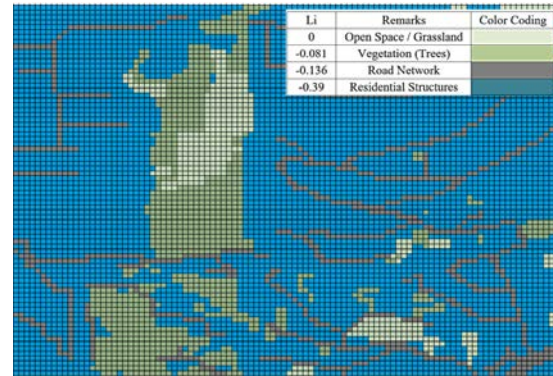 Li Remarks Color Coding
0 Open Space / Grassland
-0.081 Vegetation (Trees)
-0.136 Road Network
-0.39 Residential Structures